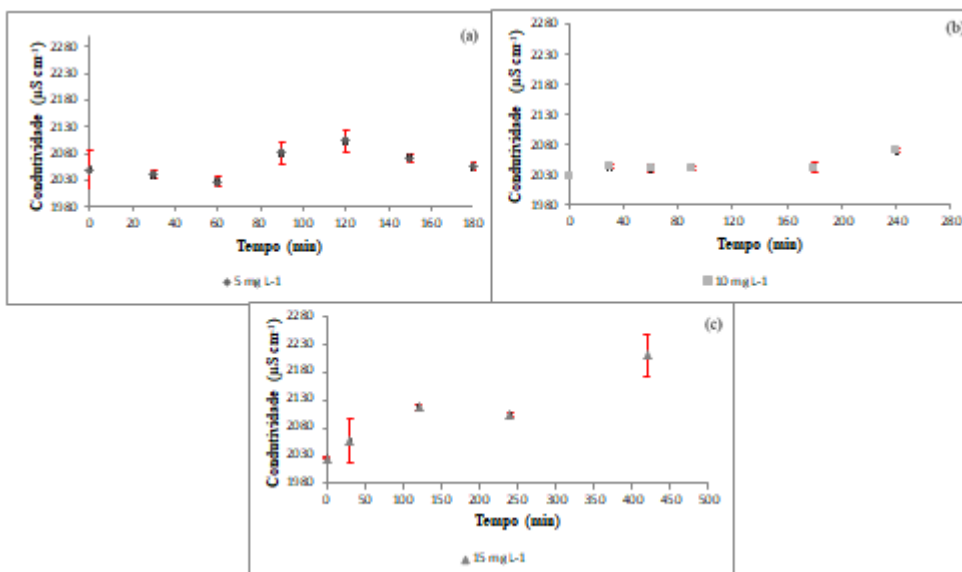 (a)
Condutividade (µS cm⁻¹)
2280
2230
2180
2130
2080
2030
1980
0 20 40 60 80 100 120 140 160 180
Tempo (min)
5 mg L-1
(b)
Condutividade (µS cm⁻¹)
2280
2230
2180
2130
2080
2030
1980
0 40 80 120 160 200 240 280
Tempo (min)
10 mg L-1
(c)
Condutividade (µS cm⁻¹)
2280
2230
2180
2130
2080
2030
1980
0 50 100 150 200 250 300 350 400 450 500
Tempo (min)
15 mg L-1